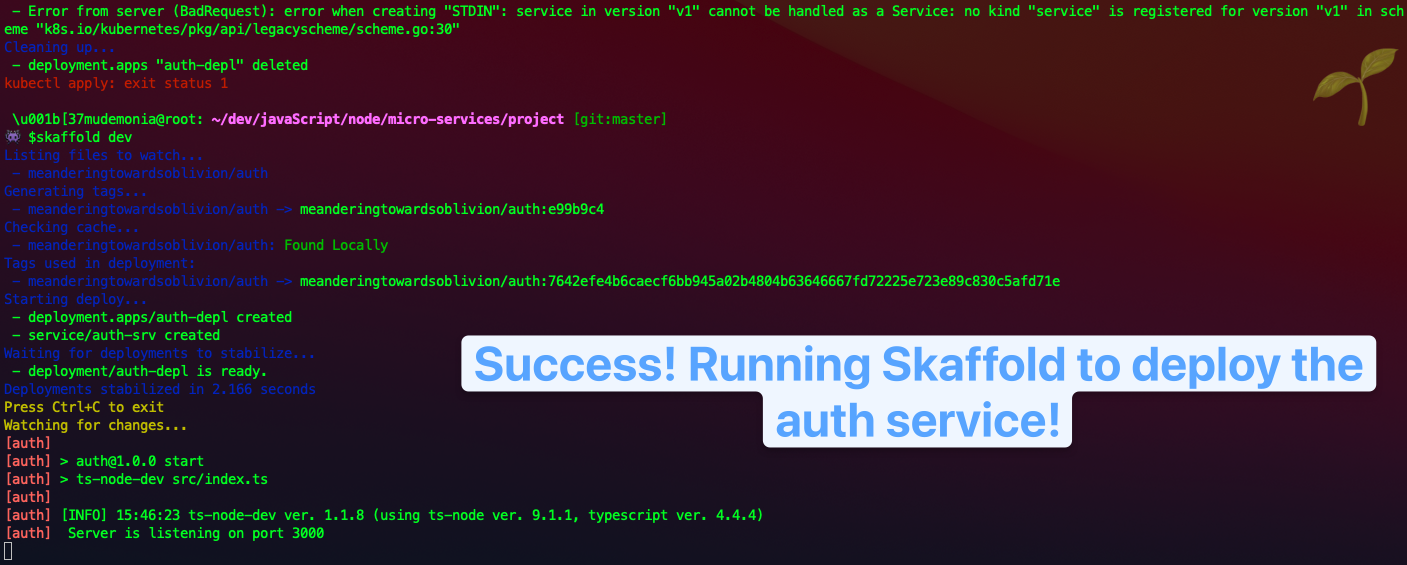 - Error from server (BadRequest): error when creating "STDIN": service in version "v1" cannot be handled as a Service: no kind "service" is registered for version "v1" in sch
eme "k8s.io/kubernetes/pkg/api/legacyscheme/scheme.go:30"
Cleaning up...
- deployment.apps "auth-depl" deleted
kubectl apply: exit status 1
\u001b[37mudemonia@root: ~/dev/javaScript/node/micro-services/project [git:master]
$skaffold dev
Listing files to watch...
- meanderingtowardsoblivion/auth
Generating tags...
- meanderingtowardsoblivion/auth -> meanderingtowardsoblivion/auth:e99b9c4
Checking cache...
- meanderingtowardsoblivion/auth: Found Locally
Tags used in deployment:
- meanderingtowardsoblivion/auth -> meanderingtowardsoblivion/auth:7642efe4b6caecf6bb945a02b4804b63646667fd72225e723e89c830c5afd71e
Starting deploy...
- deployment.apps/auth-depl created
- service/auth-srv created
Waiting for deployments to stabilize...
- deployment/auth-depl is ready.
Deployments stabilized in 2.166 seconds
Press Ctrl+C to exit
Watching for changes...
[auth]
[auth] > auth@1.0.0 start
[auth] > ts-node-dev src/index.ts
[auth]
[auth] [INFO] 15:46:23 ts-node-dev ver. 1.1.8 (using ts-node ver. 9.1.1, typescript ver. 4.4.4)
[auth] Server is listening on port 3000
Success! Running Skaffold to deploy the
auth service!